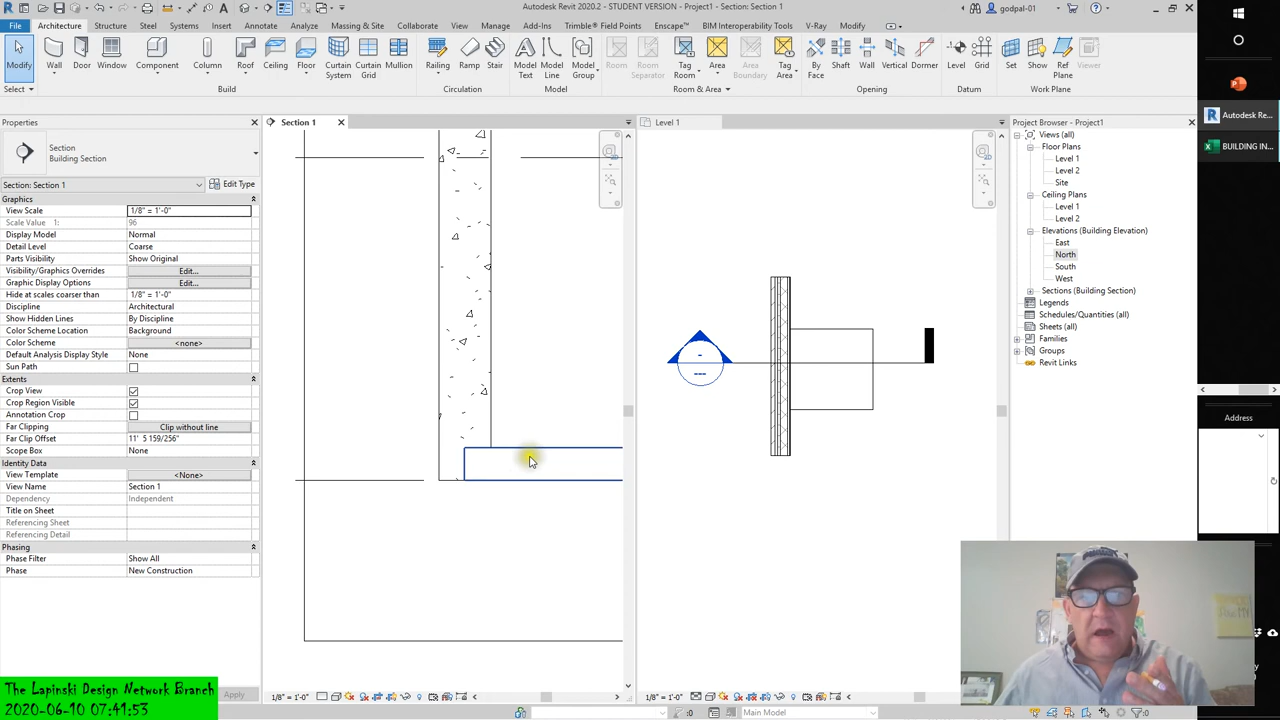 Autodesk Revit 2020.2 - STUDENT VERSION - Project1 - Section: Section 1
godpal-01
File Architecture Structure Steel Systems Insert Annotate Analyze Massing & Site Collaborate View Manage Add-Ins Trimble® Field Points Enscape™ BIM Interoperability Tools V-Ray Modify
Modify Wall Door Window Component Column Roof Ceiling Floor Curtain System Curtain Grid Mullion Railing Ramp Stair Model Text Model Line Model Group Room Room Separator Tag Room Area Area Boundary Tag Area By Face Shaft Wall Vertical Dormer Level Grid Set Show Ref Plane Viewer
Select Build Circulation Model Room & Area Opening Datum Work Plane
Properties
Section
Building Section
Section: Section 1
Edit Type
Graphics
View Scale 1/8" = 1'-0"
Scale Value 1: 96
Display Model Normal
Detail Level Coarse
Parts Visibility Show Original
Visibility/Graphics Overrides Edit...
Graphic Display Options Edit...
Hide at scales coarser than 1/8" = 1'-0"
Discipline Architectural
Show Hidden Lines By Discipline
Color Scheme Location Background
Color Scheme <none>
Default Analysis Display Style None
Sun Path
Extents
Crop View
Crop Region Visible
Annotation Crop
Far Clipping Clip without line
Far Clip Offset 11' 5 159/256"
Scope Box None
Identity Data
View Template <None>
View Name Section 1
Dependency Independent
Title on Sheet
Referencing Sheet
Referencing Detail
Phasing
Phase Filter Show All
Phase New Construction
Apply
Section 1
1/8" = 1'-0"
Level 1
-
---
1/8" = 1'-0"
:0
Main Model
:0
Project Browser - Project1
Views (all)
Floor Plans
Level 1
Level 2
Site
Ceiling Plans
Level 1
Level 2
Elevations (Building Elevation)
East
North
South
West
Sections (Building Section)
Legends
Schedules/Quantities (all)
Sheets (all)
Families
Groups
Revit Links
Autodesk Re...
BUILDING IN...
Address
The Lapinski Design Network Branch
2020-06-10 07:41:53